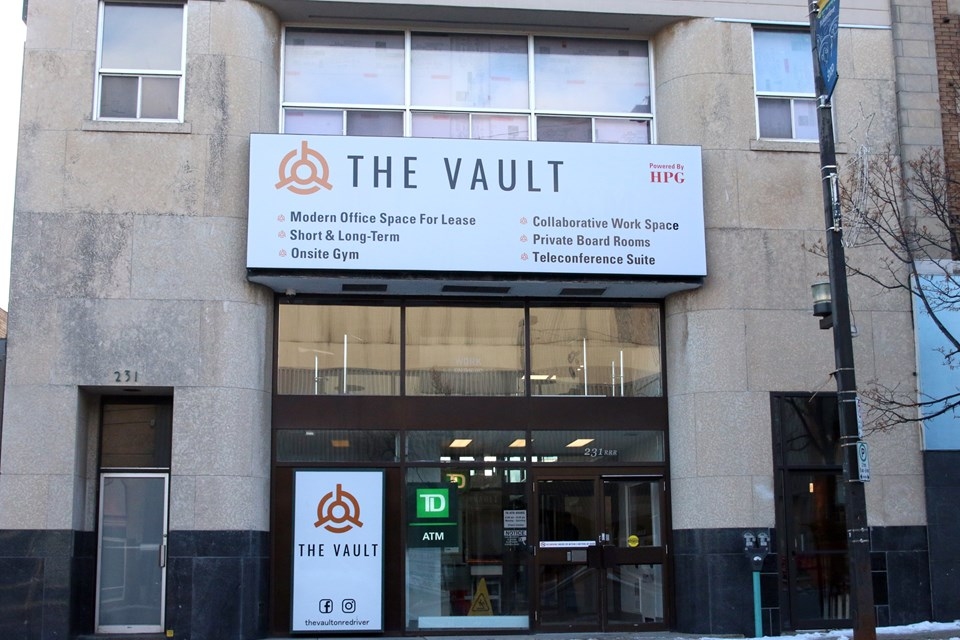 THE VAULT
Powered By
HPG
Modern Office Space For Lease
Short & Long-Term
Onsite Gym
Collaborative Work Space
Private Board Rooms
Teleconference Suite
231
231
TD
ATM
NOTICE
THE VAULT
thevaultonredriver
P